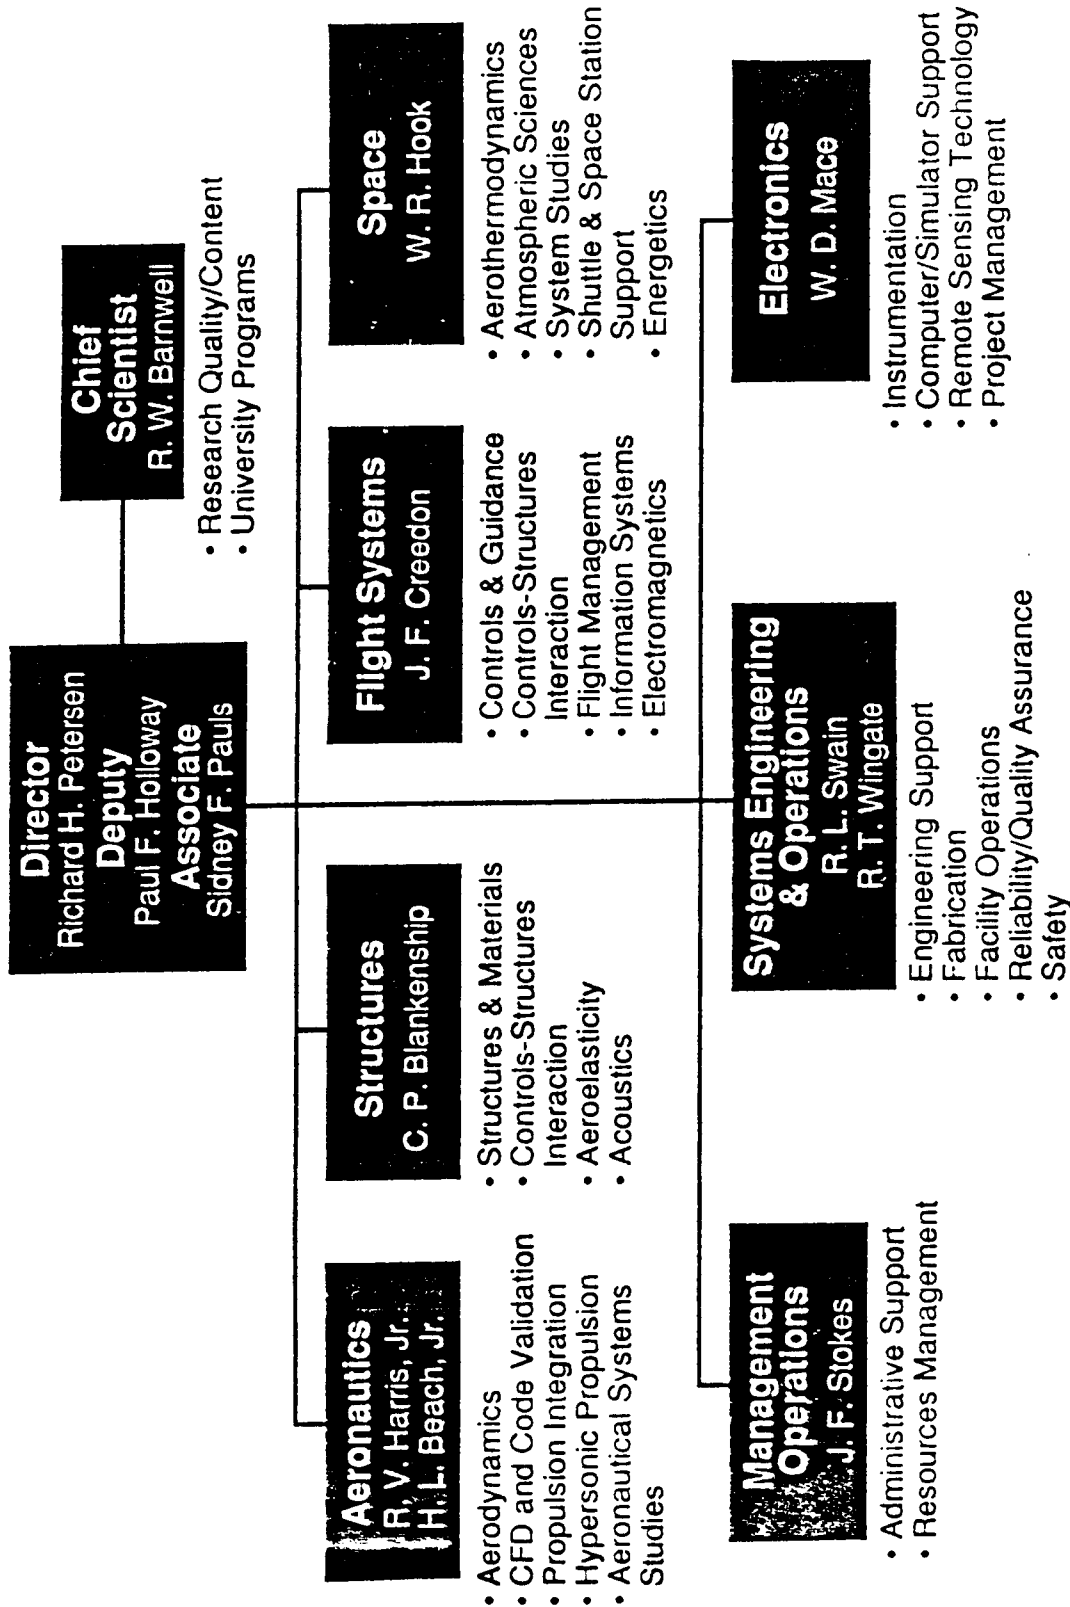 Director
Richard H. Petersen
Deputy
Paul F. Holloway
Associate
Sidney F. Pauls
Chief
Scientist
R. W. Barnwell
• Research Quality/Content
• University Programs
Aeronautics
R. V. Harris, Jr.
H. L. Beach, Jr.
• Aerodynamics
• CFD and Code Validation
• Propulsion Integration
• Hypersonic Propulsion
• Aeronautical Systems
Studies
Structures
C. P. Blankenship
• Structures & Materials
• Controls-Structures
Interaction
• Aeroelasticity
• Acoustics
Flight Systems
J. F. Creedon
• Controls & Guidance
• Controls-Structures
Interaction
• Flight Management
• Information Systems
• Electromagnetics
Space
W. R. Hook
• Aerothermodynamics
• Atmospheric Sciences
• System Studies
• Shuttle & Space Station
Support
• Energetics
Management
Operations
J. F. Stokes
• Administrative Support
• Resources Management
Systems Engineering
& Operations
R. L. Swain
R. T. Wingate
• Engineering Support
• Fabrication
• Facility Operations
• Reliability/Quality Assurance
• Safety
Electronics
W. D. Mace
• Instrumentation
• Computer/Simulator Support
• Remote Sensing Technology
• Project Management